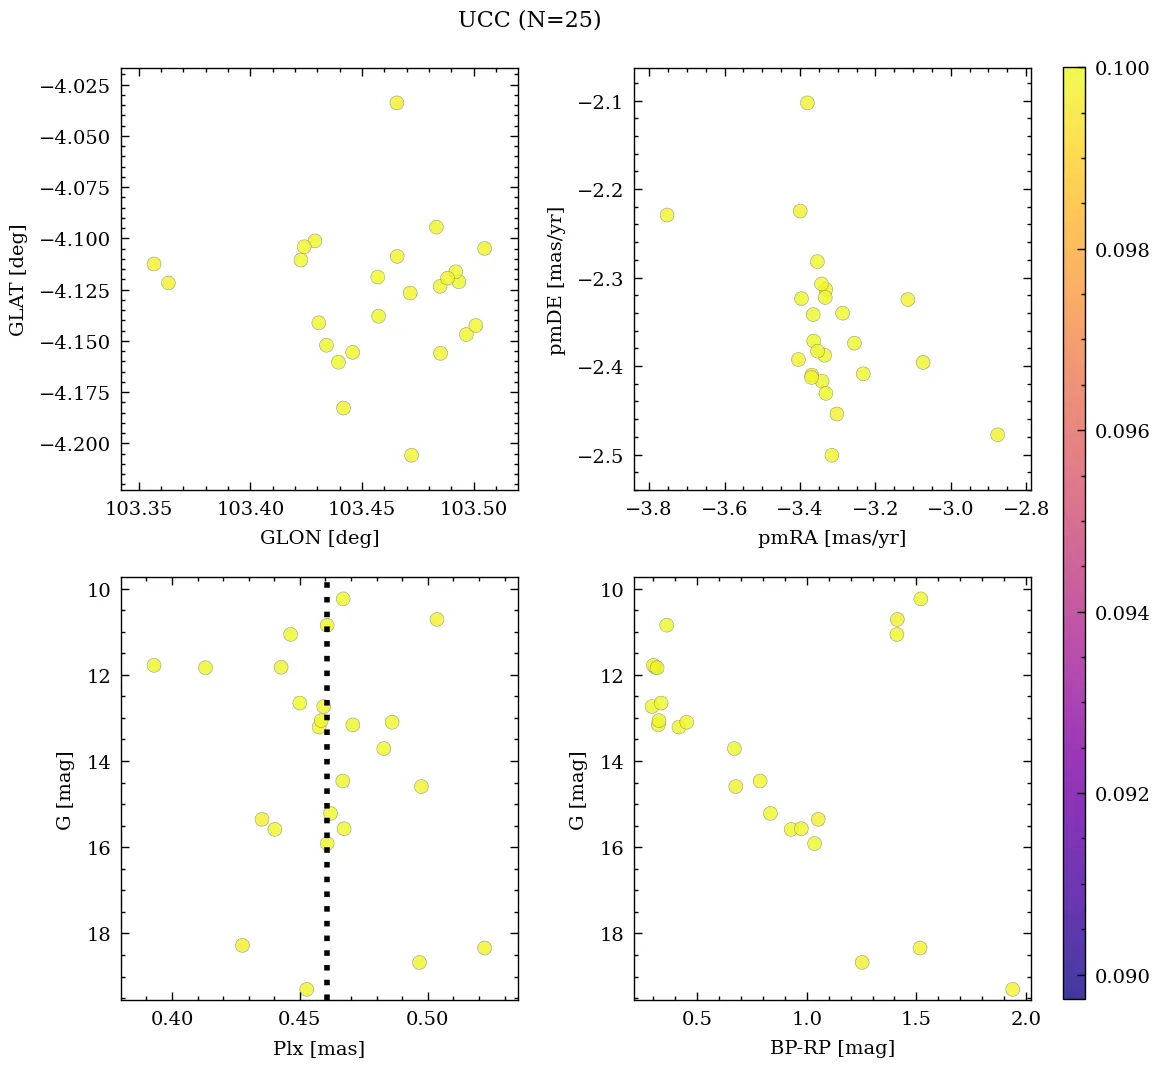 UCC (N=25)
−4.025
−4.050
−4.075
−4.100
−4.125
−4.150
−4.175
−4.200
GLAT [deg]
103.35 103.40 103.45 103.50
GLON [deg]
−2.1
−2.2
−2.3
−2.4
−2.5
pmDE [mas/yr]
−3.8 −3.6 −3.4 −3.2 −3.0 −2.8
pmRA [mas/yr]
10
12
14
16
18
G [mag]
0.40 0.45 0.50
Plx [mas]
10
12
14
16
18
G [mag]
0.5 1.0 1.5 2.0
BP-RP [mag]
0.100
0.098
0.096
0.094
0.092
0.090